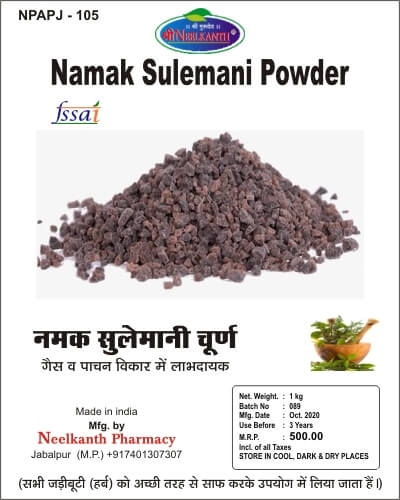 NPAPJ - 105
॥ श्री गुरुदेव ॥
श्री NEELKANTH
Namak Sulemani Powder
fssai
नमक सुलेमानी चूर्ण
गैस व पाचन विकार में लाभदायक
Made in india
Mfg. by
Neelkanth Pharmacy
Jabalpur (M.P.) +917401307307
Net. Weight. : 1 kg
Batch No : 089
Mfg. Date : Oct. 2020
Use Before : 3 Years
M.R.P. : 500.00
Incl. of all Taxes
STORE IN COOL, DARK & DRY PLACES
(सभी जड़ीबूटी (हर्ब) को अच्छी तरह से साफ करके उपयोग में लिया जाता हैं।)